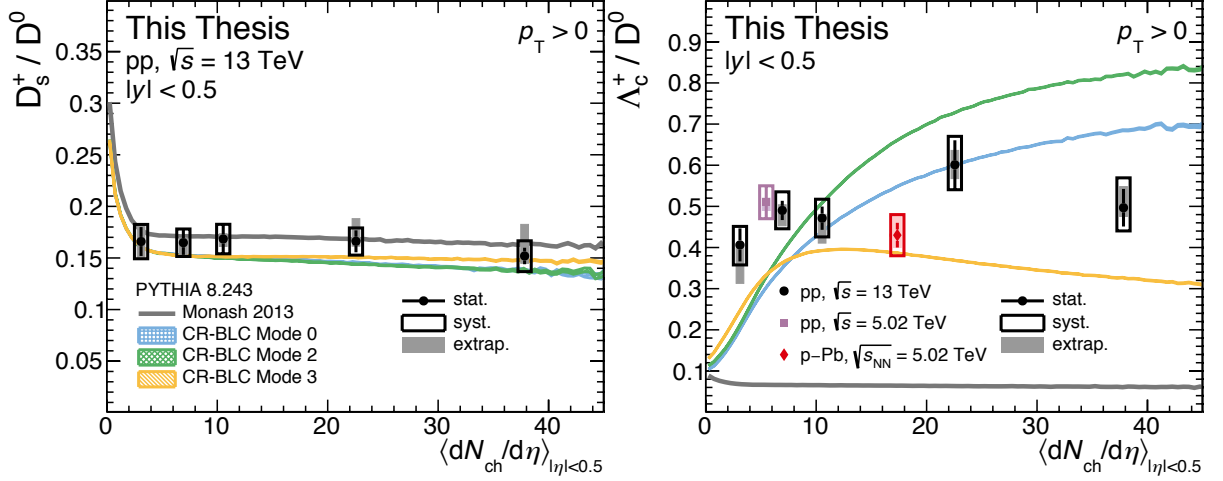 This Thesis
p_T > 0
pp, √s = 13 TeV
|y| < 0.5
D_s^+ / D^0
0.35
0.3
0.25
0.2
0.15
0.1
0.05
PYTHIA 8.243
Monash 2013
CR-BLC Mode 0
CR-BLC Mode 2
CR-BLC Mode 3
stat.
syst.
extrap.
0 10 20 30 40
⟨dN_ch/dη⟩_|η|<0.5
This Thesis
p_T > 0
|y| < 0.5
Λ_c^+ / D^0
0.9
0.8
0.7
0.6
0.5
0.4
0.3
0.2
0.1
pp, √s = 13 TeV
pp, √s = 5.02 TeV
p−Pb, √s_NN = 5.02 TeV
stat.
syst.
extrap.
0 10 20 30 40
⟨dN_ch/dη⟩_|η|<0.5